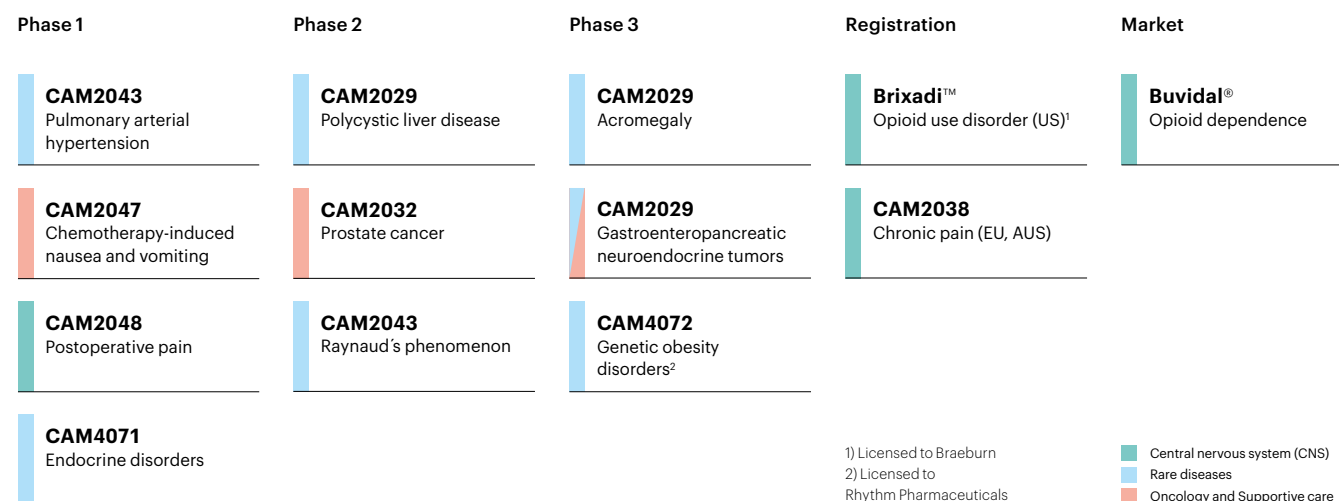 Phase 1
CAM2043
Pulmonary arterial
hypertension
CAM2047
Chemotherapy-induced
nausea and vomiting
CAM2048
Postoperative pain
CAM4071
Endocrine disorders
Phase 2
CAM2029
Polycystic liver disease
CAM2032
Prostate cancer
CAM2043
Raynaud´s phenomenon
Phase 3
CAM2029
Acromegaly
CAM2029
Gastroenteropancreatic
neuroendocrine tumors
CAM4072
Genetic obesity
disorders²
Registration
Brixadi™
Opioid use disorder (US)¹
CAM2038
Chronic pain (EU, AUS)
Market
Buvidal®
Opioid dependence
1) Licensed to Braeburn
2) Licensed to
Rhythm Pharmaceuticals
Central nervous system (CNS)
Rare diseases
Oncology and Supportive care